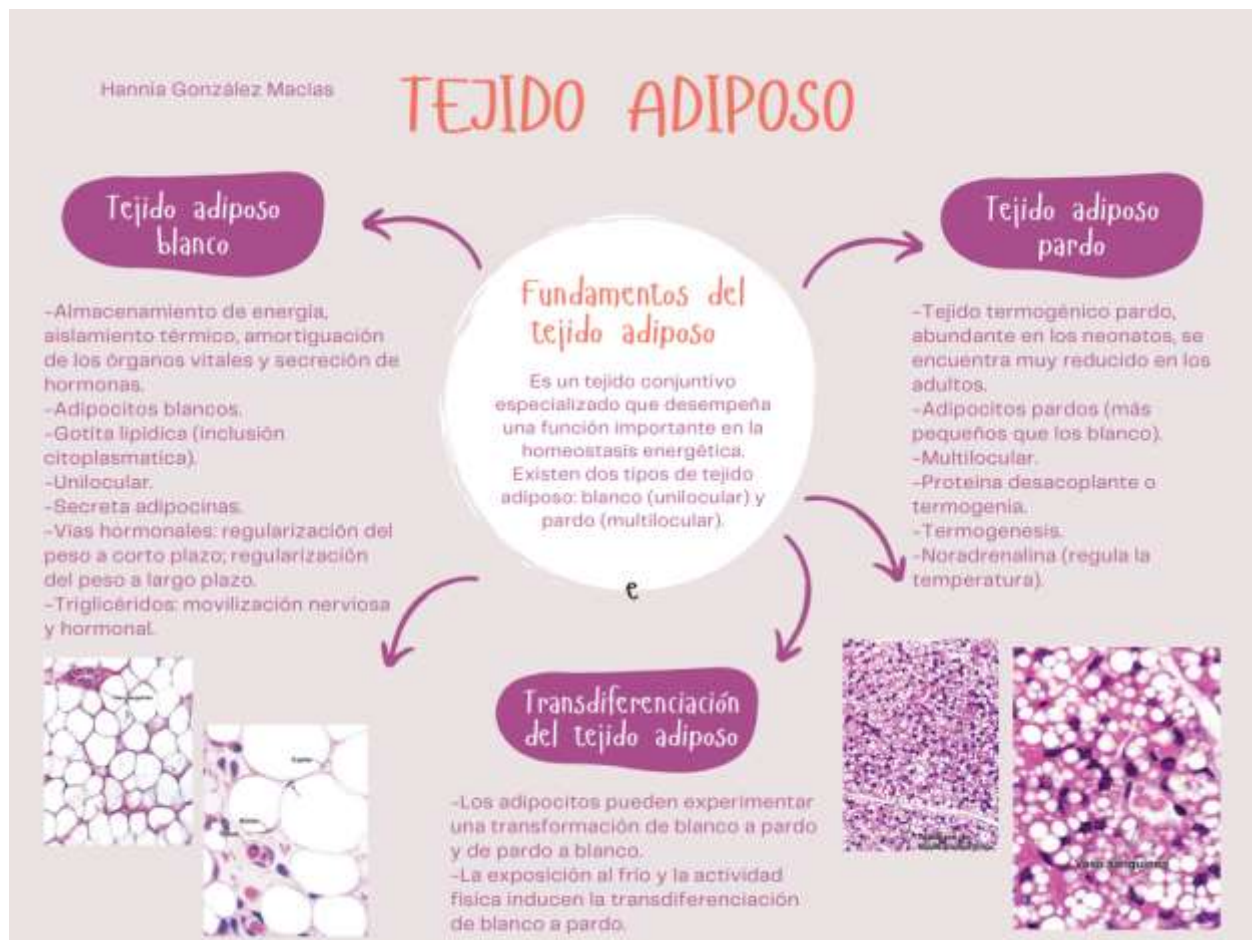 Hannia González Macías
TEJIDO ADIPOSO
Tejido adiposo
blanco
-Almacenamiento de energía,
aislamiento térmico, amortiguación
de los órganos vitales y secreción de
hormonas.
-Adipocitos blancos.
-Gotita lipídica (inclusión
citoplasmatica).
-Unilocular.
-Secreta adipocinas.
-Vías hormonales: regularización del
peso a corto plazo; regularización
del peso a largo plazo.
-Triglicéridos: movilización nerviosa
y hormonal.
Fundamentos del
tejido adiposo
Es un tejido conjuntivo
especializado que desempeña
una función importante en la
homeostasis energética.
Existen dos tipos de tejido
adiposo: blanco (unilocular) y
pardo (multilocular).
e
Tejido adiposo
pardo
-Tejido termogénico pardo,
abundante en los neonatos, se
encuentra muy reducido en los
adultos.
-Adipocitos pardos (más
pequeños que los blanco).
-Multilocular.
-Proteína desacoplante o
termogenia.
-Termogenesis.
-Noradrenalina (regula la
temperatura).
Transdiferenciación
del tejido adiposo
-Los adipocitos pueden experimentar
una transformación de blanco a pardo
y de pardo a blanco.
-La exposición al frío y la actividad
física inducen la transdiferenciación
de blanco a pardo.
Vaso sanguíneo